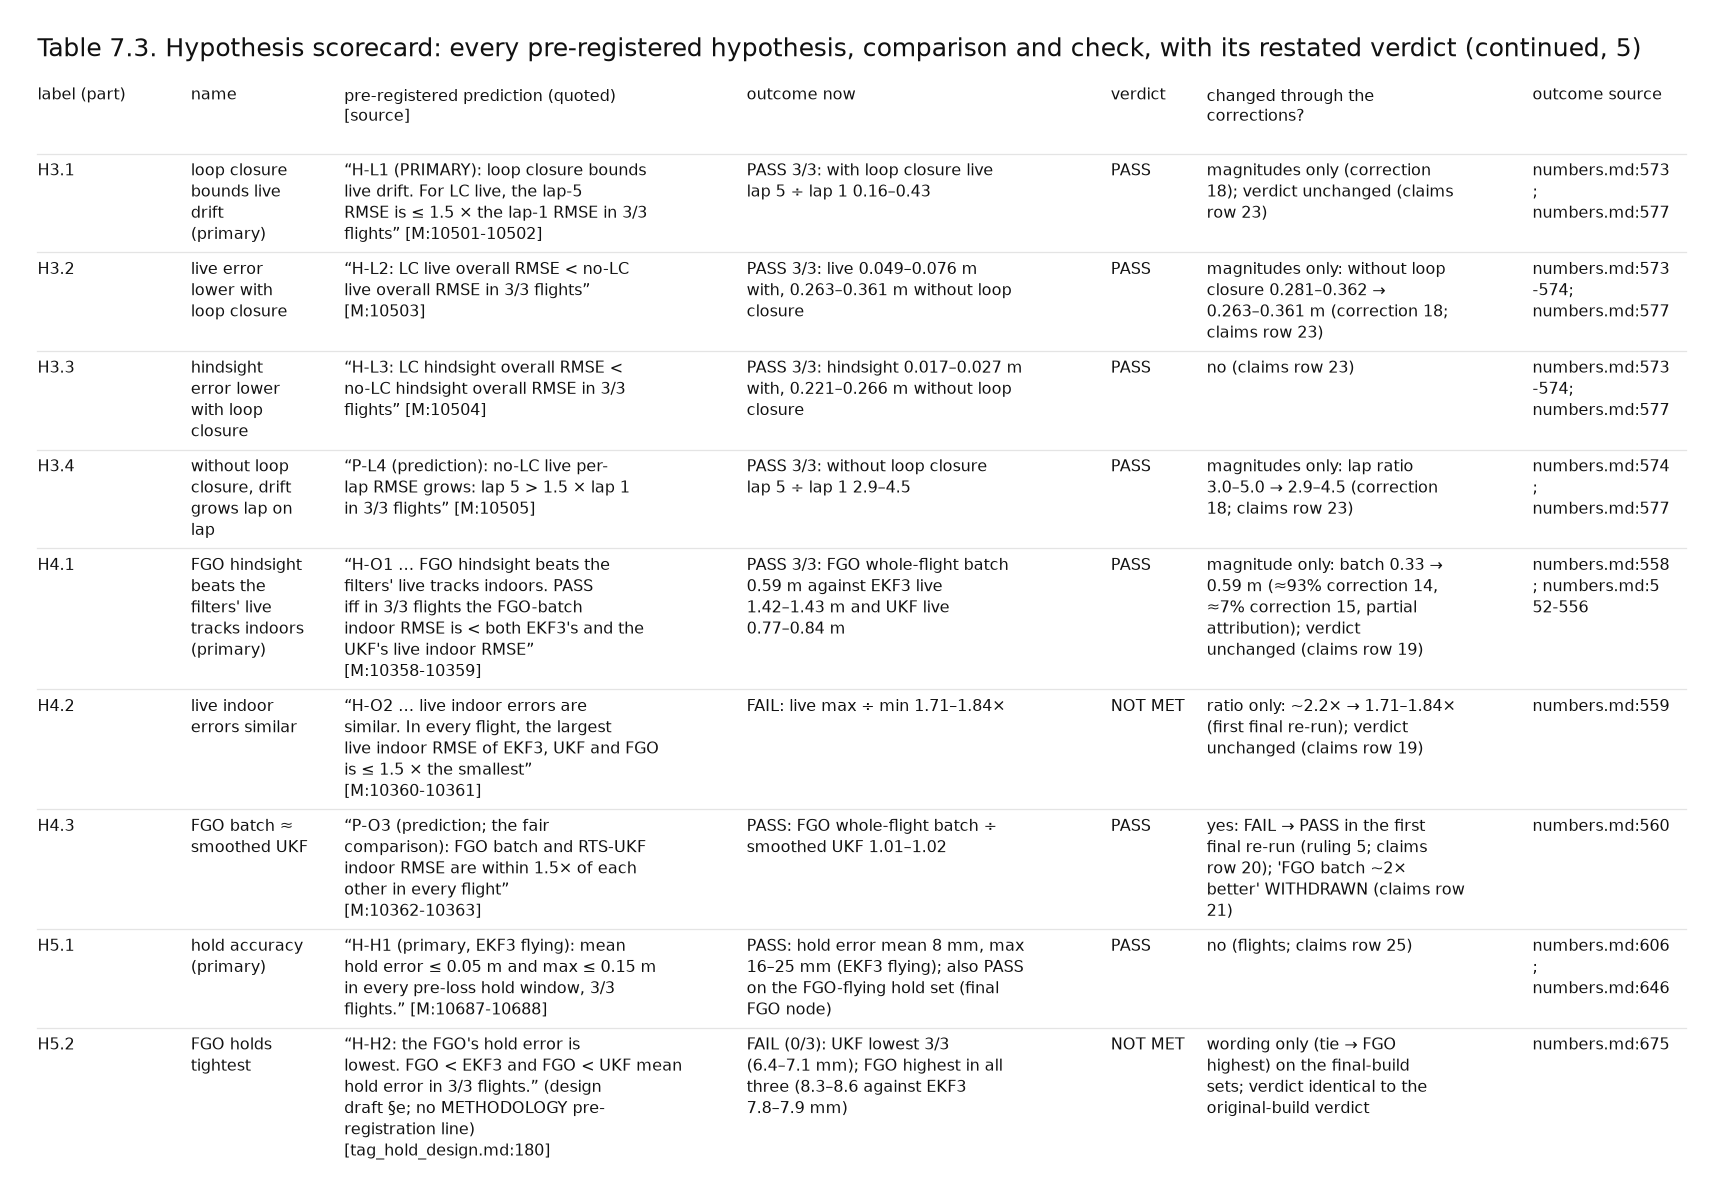 Table 7.3. Hypothesis scorecard: every pre-registered hypothesis, comparison and check, with its restated verdict (continued, 5)
label (part)
name
pre-registered prediction (quoted)
[source]
outcome now
verdict
changed through the
corrections?
outcome source
H3.1
loop closure
bounds live
drift
(primary)
“H-L1 (PRIMARY): loop closure bounds
live drift. For LC live, the lap-5
RMSE is ≤ 1.5 × the lap-1 RMSE in 3/3
flights” [M:10501-10502]
PASS 3/3: with loop closure live
lap 5 ÷ lap 1 0.16–0.43
PASS
magnitudes only (correction
18); verdict unchanged (claims
row 23)
numbers.md:573
;
numbers.md:577
H3.2
live error
lower with
loop closure
“H-L2: LC live overall RMSE < no-LC
live overall RMSE in 3/3 flights”
[M:10503]
PASS 3/3: live 0.049–0.076 m
with, 0.263–0.361 m without loop
closure
PASS
magnitudes only: without loop
closure 0.281–0.362 →
0.263–0.361 m (correction 18;
claims row 23)
numbers.md:573
-574;
numbers.md:577
H3.3
hindsight
error lower
with loop
closure
“H-L3: LC hindsight overall RMSE <
no-LC hindsight overall RMSE in 3/3
flights” [M:10504]
PASS 3/3: hindsight 0.017–0.027 m
with, 0.221–0.266 m without loop
closure
PASS
no (claims row 23)
numbers.md:573
-574;
numbers.md:577
H3.4
without loop
closure, drift
grows lap on
lap
“P-L4 (prediction): no-LC live per-
lap RMSE grows: lap 5 > 1.5 × lap 1
in 3/3 flights” [M:10505]
PASS 3/3: without loop closure
lap 5 ÷ lap 1 2.9–4.5
PASS
magnitudes only: lap ratio
3.0–5.0 → 2.9–4.5 (correction
18; claims row 23)
numbers.md:574
;
numbers.md:577
H4.1
FGO hindsight
beats the
filters' live
tracks indoors
(primary)
“H-O1 … FGO hindsight beats the
filters' live tracks indoors. PASS
iff in 3/3 flights the FGO-batch
indoor RMSE is < both EKF3's and the
UKF's live indoor RMSE”
[M:10358-10359]
PASS 3/3: FGO whole-flight batch
0.59 m against EKF3 live
1.42–1.43 m and UKF live
0.77–0.84 m
PASS
magnitude only: batch 0.33 →
0.59 m (≈93% correction 14,
≈7% correction 15, partial
attribution); verdict
unchanged (claims row 19)
numbers.md:558
; numbers.md:5
52-556
H4.2
live indoor
errors similar
“H-O2 … live indoor errors are
similar. In every flight, the largest
live indoor RMSE of EKF3, UKF and FGO
is ≤ 1.5 × the smallest”
[M:10360-10361]
FAIL: live max ÷ min 1.71–1.84×
NOT MET
ratio only: ~2.2× → 1.71–1.84×
(first final re-run); verdict
unchanged (claims row 19)
numbers.md:559
H4.3
FGO batch ≈
smoothed UKF
“P-O3 (prediction; the fair
comparison): FGO batch and RTS-UKF
indoor RMSE are within 1.5× of each
other in every flight”
[M:10362-10363]
PASS: FGO whole-flight batch ÷
smoothed UKF 1.01–1.02
PASS
yes: FAIL → PASS in the first
final re-run (ruling 5; claims
row 20); 'FGO batch ~2×
better' WITHDRAWN (claims row
21)
numbers.md:560
H5.1
hold accuracy
(primary)
“H-H1 (primary, EKF3 flying): mean
hold error ≤ 0.05 m and max ≤ 0.15 m
in every pre-loss hold window, 3/3
flights.” [M:10687-10688]
PASS: hold error mean 8 mm, max
16–25 mm (EKF3 flying); also PASS
on the FGO-flying hold set (final
FGO node)
PASS
no (flights; claims row 25)
numbers.md:606
;
numbers.md:646
H5.2
FGO holds
tightest
“H-H2: the FGO's hold error is
lowest. FGO < EKF3 and FGO < UKF mean
hold error in 3/3 flights.” (design
draft §e; no METHODOLOGY pre-
registration line)
[tag_hold_design.md:180]
FAIL (0/3): UKF lowest 3/3
(6.4–7.1 mm); FGO highest in all
three (8.3–8.6 against EKF3
7.8–7.9 mm)
NOT MET
wording only (tie → FGO
highest) on the final-build
sets; verdict identical to the
original-build verdict
numbers.md:675